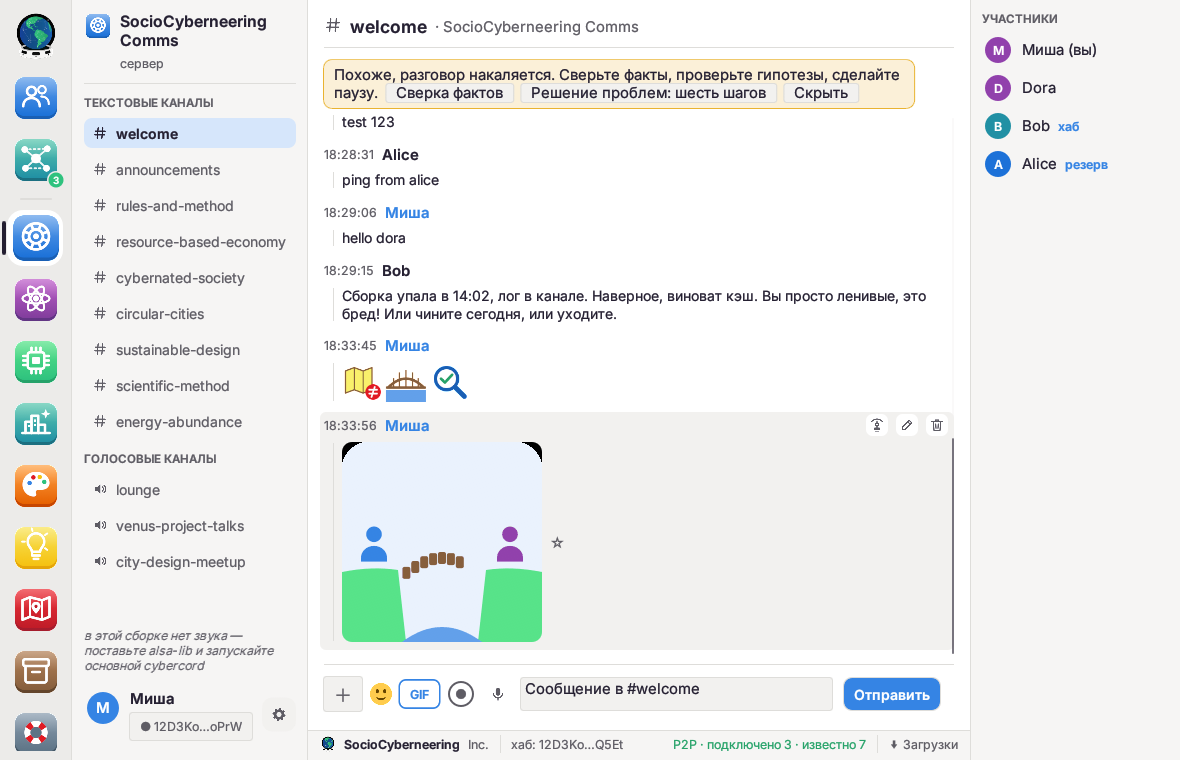 SocioCyberneering
Comms
сервер
ТЕКСТОВЫЕ КАНАЛЫ
# welcome
# announcements
# rules-and-method
# resource-based-economy
# cybernated-society
# circular-cities
# sustainable-design
# scientific-method
# energy-abundance
ГОЛОСОВЫЕ КАНАЛЫ
lounge
venus-project-talks
city-design-meetup
в этой сборке нет звука —
поставьте alsa-lib и запускайте
основной cybercord
М Миша
12D3Ko…oPrW
3
# welcome · SocioCyberneering Comms
Похоже, разговор накаляется. Сверьте факты, проверьте гипотезы, сделайте
паузу. Сверка фактов Решение проблем: шесть шагов Скрыть
test 123
18:28:31 Alice
ping from alice
18:29:06 Миша
hello dora
18:29:15 Bob
Сборка упала в 14:02, лог в канале. Наверное, виноват кэш. Вы просто ленивые, это
бред! Или чините сегодня, или уходите.
18:33:45 Миша
18:33:56 Миша
GIF
Сообщение в #welcome
Отправить
SocioCyberneering Inc. хаб: 12D3Ko…Q5Et P2P · подключено 3 · известно 7 Загрузки
УЧАСТНИКИ
М Миша (вы)
D Dora
B Bob хаб
A Alice резерв